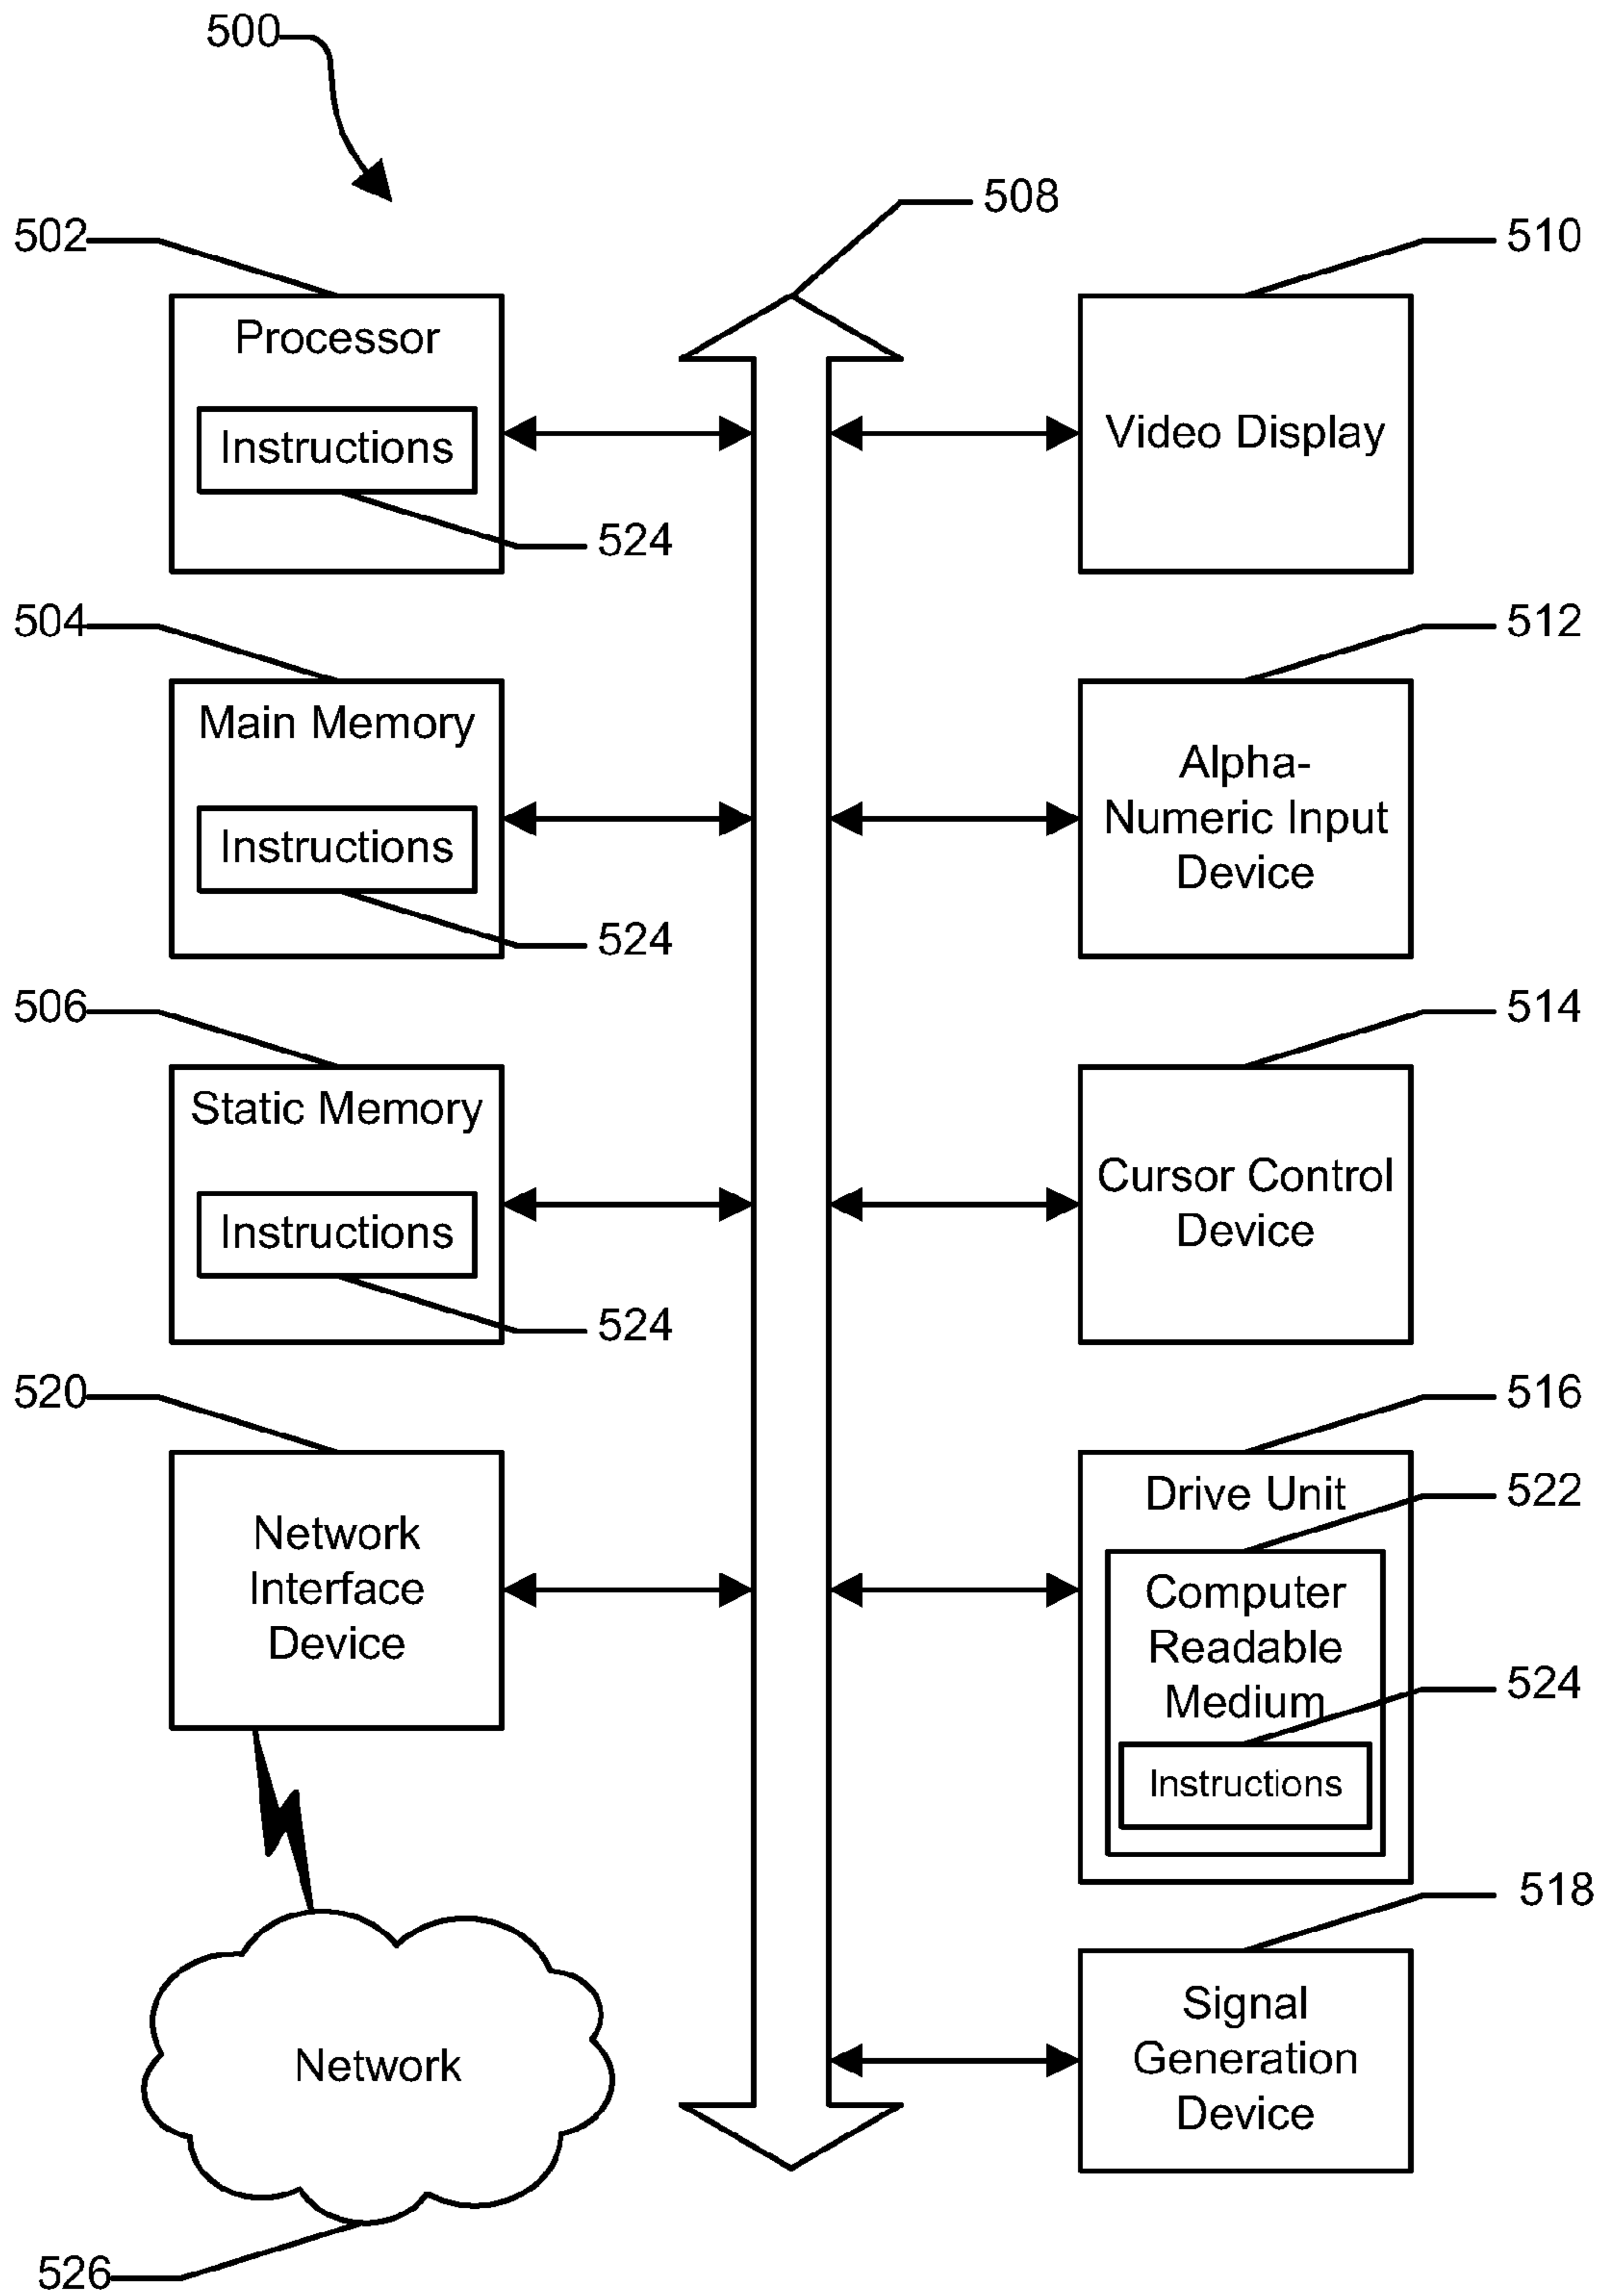 500
508
502
510
Processor
Instructions
524
Video Display
504
512
Main Memory
Instructions
524
Alpha-
Numeric Input
Device
506
514
Static Memory
Instructions
524
Cursor Control
Device
520
516
Network
Interface
Device
Drive Unit
522
Computer
Readable
Medium
524
Instructions
518
Signal
Generation
Device
Network
526